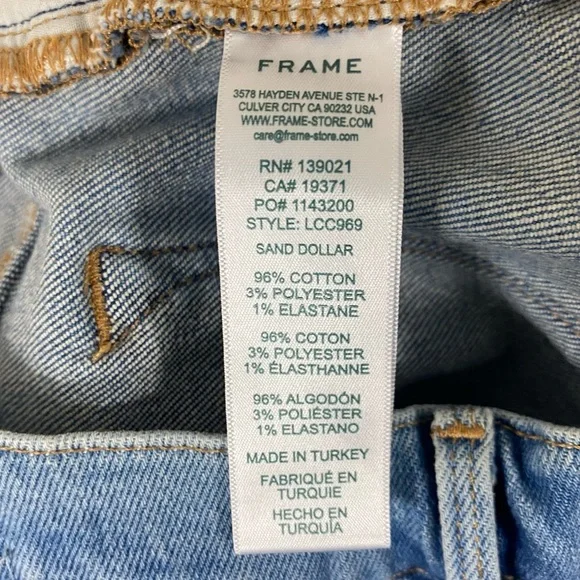 FRAME
3578 HAYDEN AVENUE STE N-1
CULVER CITY CA 90232 USA
WWW.FRAME-STORE.COM
care@frame-store.com
RN# 139021
CA# 19371
PO# 1143200
STYLE: LCC969
SAND DOLLAR
96% COTTON
3% POLYESTER
1% ELASTANE
96% COTON
3% POLYESTER
1% ÉLASTHANNE
96% ALGODÓN
3% POLIÉSTER
1% ELASTANO
MADE IN TURKEY
FABRIQUÉ EN
TURQUIE
HECHO EN
TURQUÍA